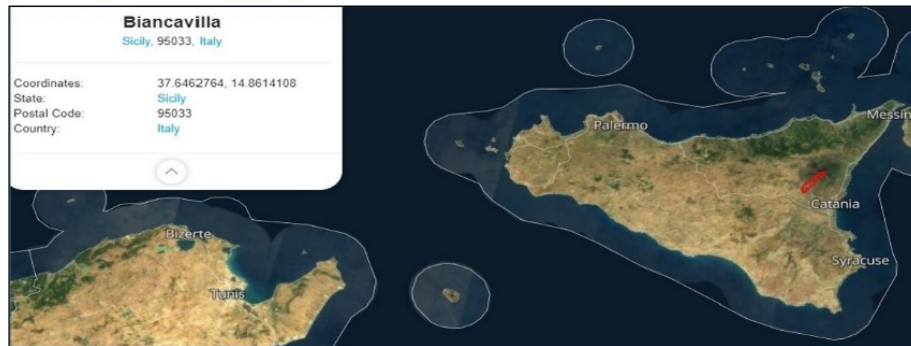 Biancavilla
Sicily, 95033, Italy
Coordinates: 37.6462764, 14.8614108
State: Sicily
Postal Code: 95033
Country: Italy
Palermo
Messin
Catania
Syracuse
Bizerte
Tunis